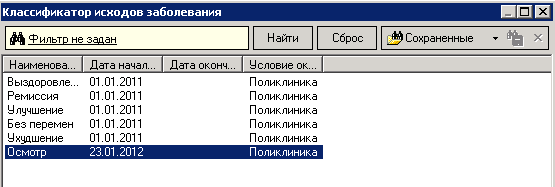 Классификатор исходов заболевания
Фильтр не задан Найти Сброс Сохраненные
Наименова... Дата начал... Дата оконч... Условие ок...
Выздоровле... 01.01.2011 Поликлиника
Ремиссия 01.01.2011 Поликлиника
Улучшение 01.01.2011 Поликлиника
Без перемен 01.01.2011 Поликлиника
Ухудшение 01.01.2011 Поликлиника
Осмотр 23.01.2012 Поликлиника